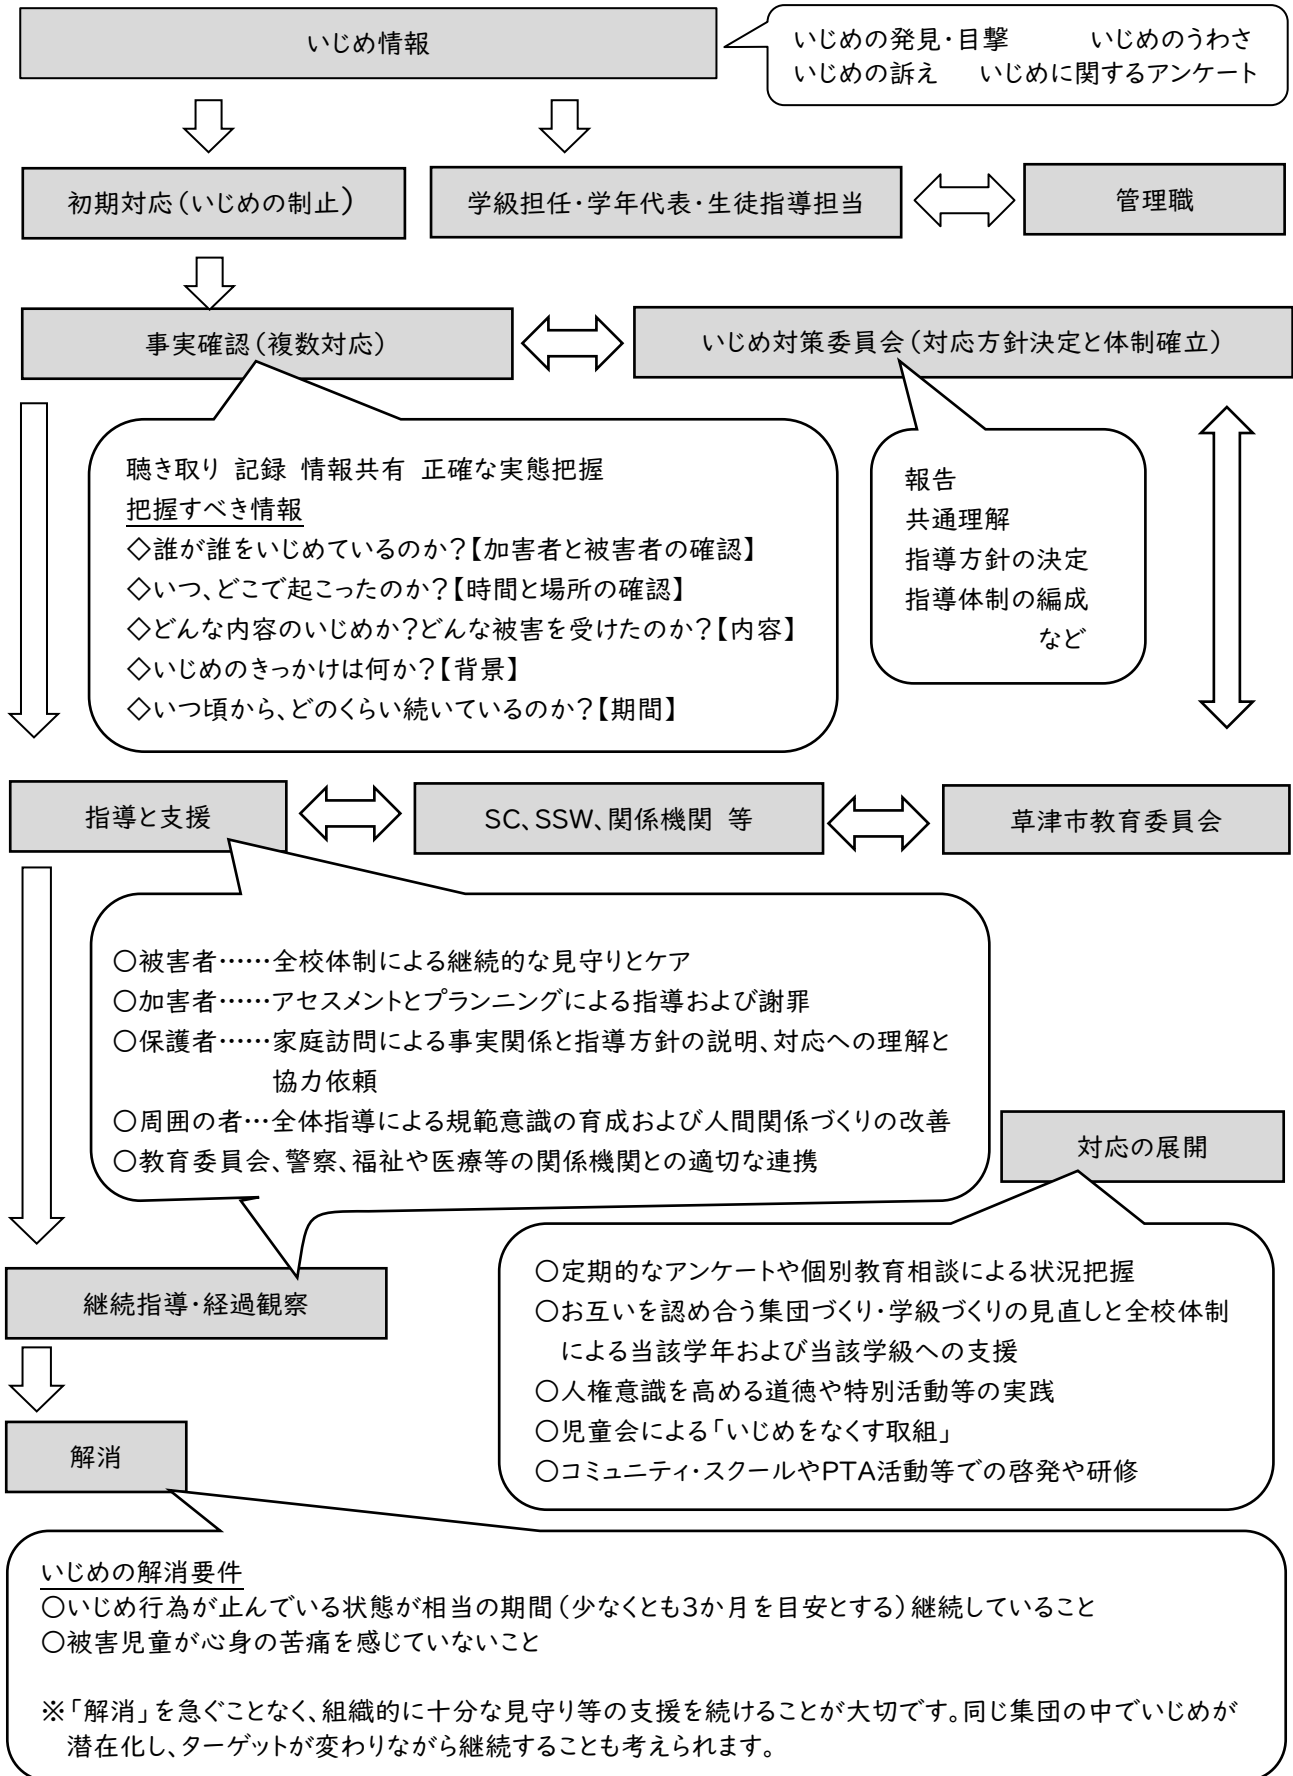 いじめ情報
いじめの発見・目撃　　いじめのうわさ
いじめの訴え　いじめに関するアンケート
初期対応(いじめの制止)
学級担任・学年代表・生徒指導担当
管理職
事実確認(複数対応)
いじめ対策委員会(対応方針決定と体制確立)
聴き取り 記録 情報共有 正確な実態把握
把握すべき情報
◇誰が誰をいじめているのか?【加害者と被害者の確認】
◇いつ、どこで起こったのか?【時間と場所の確認】
◇どんな内容のいじめか?どんな被害を受けたのか?【内容】
◇いじめのきっかけは何か?【背景】
◇いつ頃から、どのくらい続いているのか?【期間】
報告
共通理解
指導方針の決定
指導体制の編成
など
指導と支援
SC、SSW、関係機関 等
草津市教育委員会
○被害者……全校体制による継続的な見守りとケア
○加害者……アセスメントとプランニングによる指導および謝罪
○保護者……家庭訪問による事実関係と指導方針の説明、対応への理解と
協力依頼
○周囲の者…全体指導による規範意識の育成および人間関係づくりの改善
○教育委員会、警察、福祉や医療等の関係機関との適切な連携
対応の展開
継続指導・経過観察
○定期的なアンケートや個別教育相談による状況把握
○お互いを認め合う集団づくり・学級づくりの見直しと全校体制
による当該学年および当該学級への支援
○人権意識を高める道徳や特別活動等の実践
○児童会による「いじめをなくす取組」
○コミュニティ・スクールやPTA活動等での啓発や研修
解消
いじめの解消要件
○いじめ行為が止んでいる状態が相当の期間(少なくとも3か月を目安とする)継続していること
○被害児童が心身の苦痛を感じていないこと
※「解消」を急ぐことなく、組織的に十分な見守り等の支援を続けることが大切です。同じ集団の中でいじめが
潜在化し、ターゲットが変わりながら継続することも考えられます。